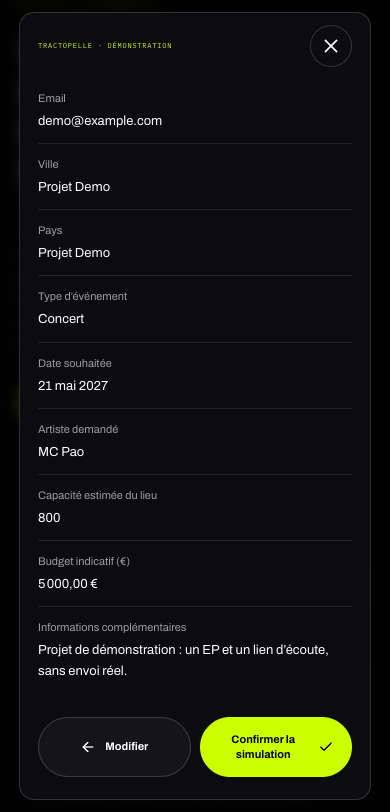 TRACTOPELLE - DÉMONSTRATION
Email
demo@example.com
Ville
Projet Demo
Pays
Projet Demo
Type d'événement
Concert
Date souhaitée
21 mai 2027
Artiste demandé
MC Pao
Capacité estimée du lieu
800
Budget indicatif (€)
5 000,00 €
Informations complémentaires
Projet de démonstration : un EP et un lien d'écoute,
sans envoi réel.
Modifier
Confirmer la
simulation